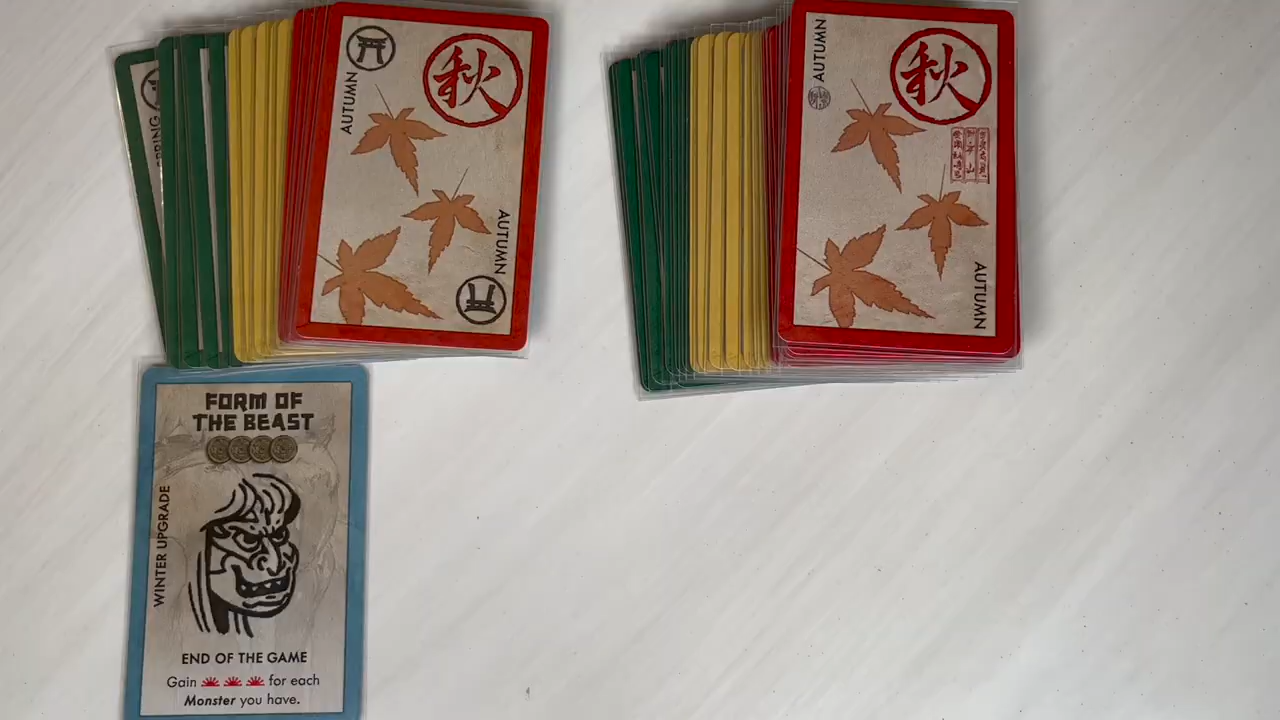 SPRING
AUTUMN
秋
AUTUMN
AUTUMN
秋
AUTUMN
FORM OF
THE BEAST
WINTER UPGRADE
END OF THE GAME
Gain for each
Monster you have.